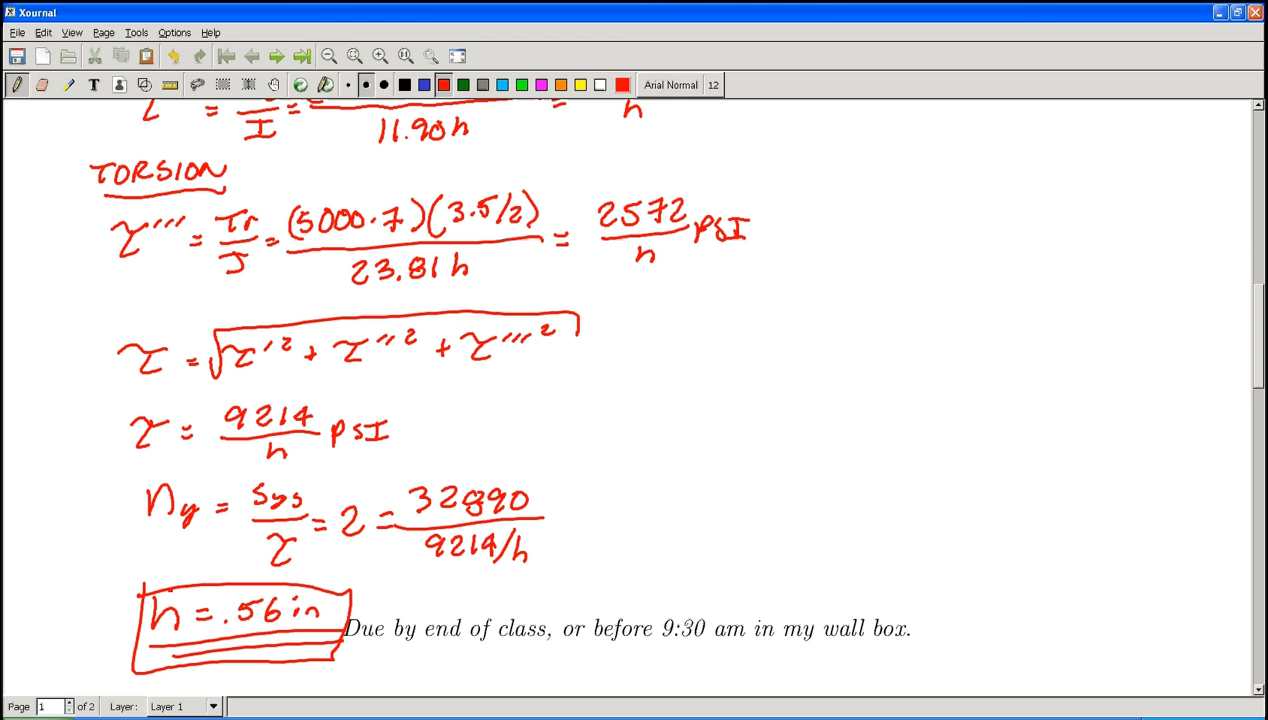 Xournal
File Edit View Page Tools Options Help
Arial Normal 12
= — I = 11.90h = h
TORSION
τ''' = Tr/J = (5000·7)(3.5/2)/23.81h = 2572/h PSI
τ = √τ'² + τ''² + τ'''²
τ = 9214/h PSI
ny = Sys/τ = 2 = 32890/9214/h
h = .56 in
Due by end of class, or before 9:30 am in my wall box.
Page 1 of 2 Layer: Layer 1